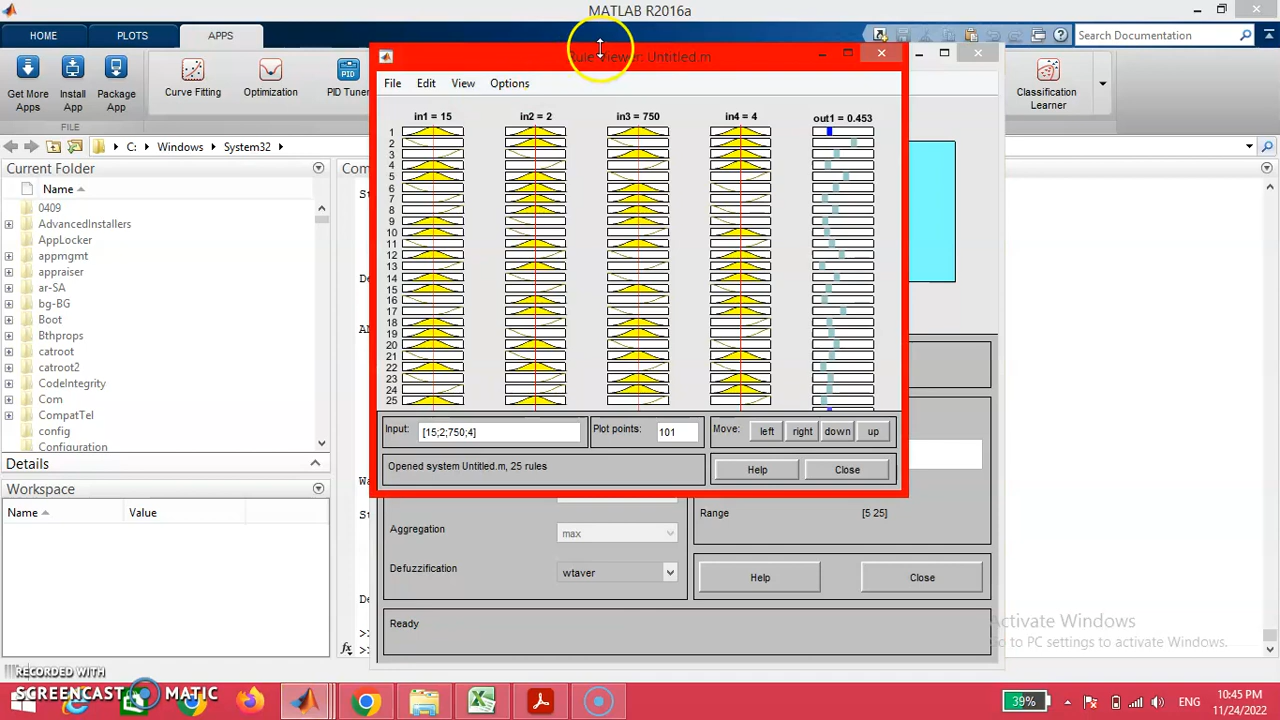 MATLAB R2016a
HOME
PLOTS
APPS
Search Documentation
Get More Apps
Install App
Package App
Curve Fitting
Optimization
PID Tuner
Classification Learner
FILE
C: Windows System32
Current Folder
Name
0409
AdvancedInstallers
AppLocker
appmgmt
appraiser
ar-SA
bg-BG
Boot
Bthprops
catroot
catroot2
CodeIntegrity
Com
CompatTel
config
Configuration
Details
Workspace
Name Value
Rule Viewer: Untitled.m
File Edit View Options
in1 = 15 in2 = 2 in3 = 750 in4 = 4 out1 = 0.453
1
2
3
4
5
6
7
8
9
10
11
12
13
14
15
16
17
18
19
20
21
22
23
24
25
Input: [15;2;750;4] Plot points: 101 Move: left right down up
Opened system Untitled.m, 25 rules
Help Close
Range [5 25]
Aggregation max
Defuzzification wtaver
Help Close
Ready
>>
fx
Activate Windows
Go to PC settings to activate Windows.
RECORDED WITH
SCREENCAST MATIC
39%
ENG
10:45 PM
11/24/2022